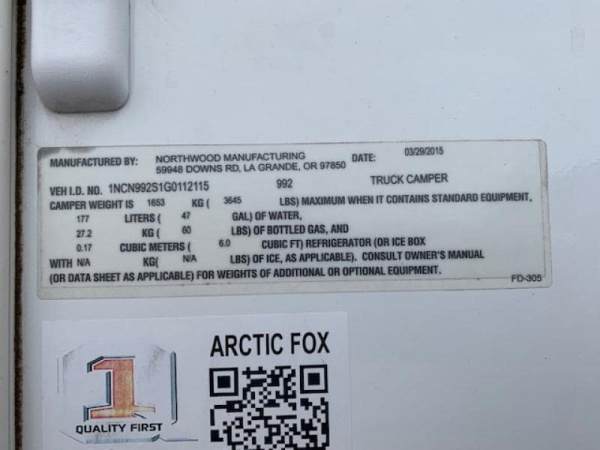 MANUFACTURED BY: NORTHWOOD MANUFACTURING DATE: 03/29/2015
59948 DOWNS RD, LA GRANDE, OR 97850
VEH I.D. NO. 1NCN992S1G0112115 992 TRUCK CAMPER
CAMPER WEIGHT IS 1653 KG ( 3645 LBS) MAXIMUM WHEN IT CONTAINS STANDARD EQUIPMENT,
177 LITERS ( 47 GAL) OF WATER,
27.2 KG ( 60 LBS) OF BOTTLED GAS, AND
0.17 CUBIC METERS ( 6.0 CUBIC FT) REFRIGERATOR (OR ICE BOX
WITH N/A KG( N/A LBS) OF ICE, AS APPLICABLE). CONSULT OWNER'S MANUAL
(OR DATA SHEET AS APPLICABLE) FOR WEIGHTS OF ADDITIONAL OR OPTIONAL EQUIPMENT.
FD-305
ARCTIC FOX
1
QUALITY FIRST